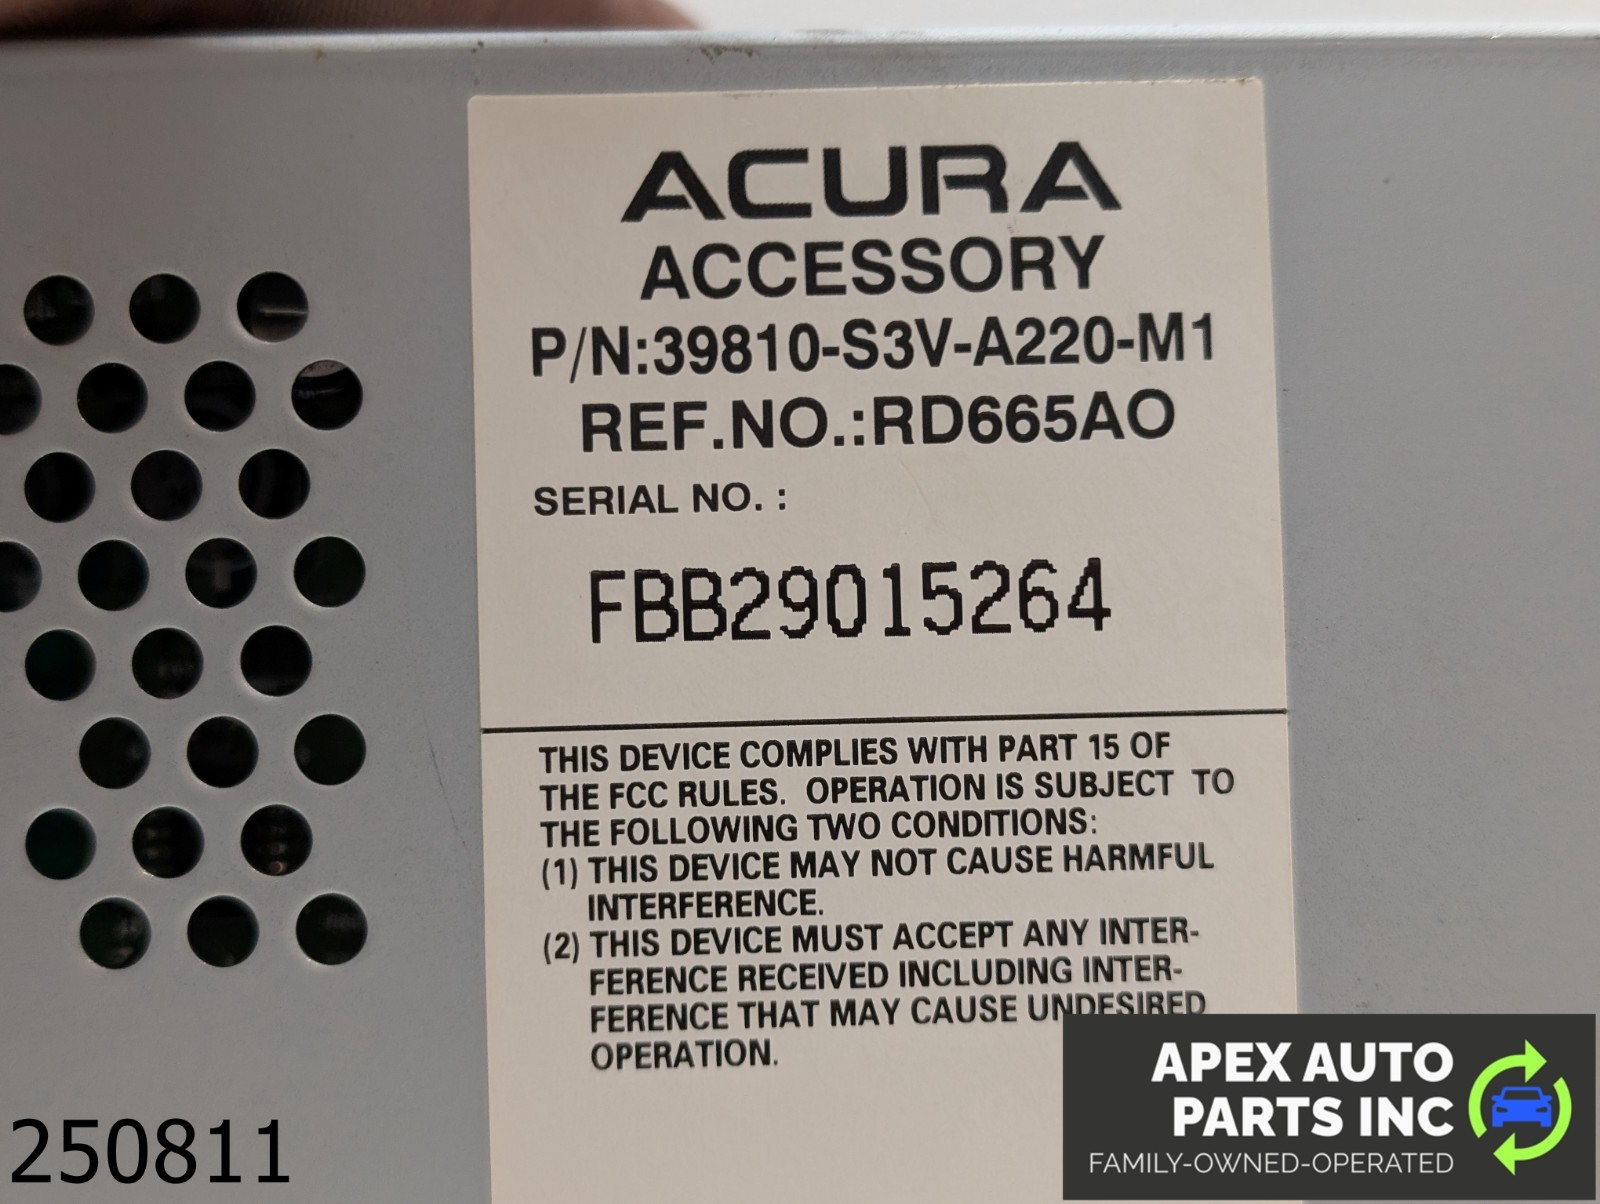 ACURA
ACCESSORY
P/N:39810-S3V-A220-M1
REF.NO.:RD665AO
SERIAL NO. :
FBB29015264
THIS DEVICE COMPLIES WITH PART 15 OF
THE FCC RULES. OPERATION IS SUBJECT TO
THE FOLLOWING TWO CONDITIONS:
(1) THIS DEVICE MAY NOT CAUSE HARMFUL
INTERFERENCE.
(2) THIS DEVICE MUST ACCEPT ANY INTER-
FERENCE RECEIVED INCLUDING INTER-
FERENCE THAT MAY CAUSE UNDESIRED
OPERATION.
250811
APEX AUTO
PARTS INC
FAMILY-OWNED-OPERATED